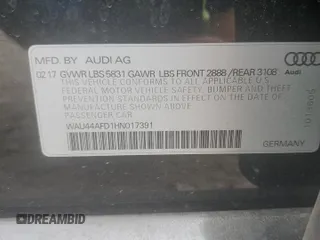 MFD BY AUDI AG
02 17 GVWR LBS 5831 GAWR LBS FRONT 2888 / REAR 3108
THIS VEHICLE CONFORMS TO ALL APPLICABLE U.S.
FEDERAL MOTOR VEHICLE SAFETY, BUMPER AND THEFT
PREVENTION STANDARDS IN EFFECT ON THE DATE OF
MANUFACTURE SHOWN ABOVE
PASSENGER CAR
WAU44AFD1HN017391
Audi
DREAMBID